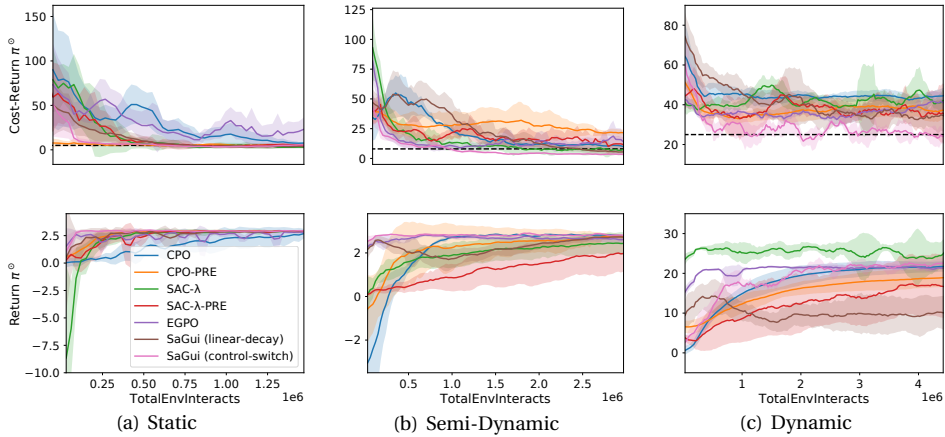 Cost-Return π⊙
150
100
50
0
125
100
75
50
25
0
80
60
40
20
Return π⊙
2.5
0.0
−2.5
−5.0
−7.5
−10.0
CPO
CPO-PRE
SAC-λ
SAC-λ-PRE
EGPO
SaGui (linear-decay)
SaGui (control-switch)
0.25 0.50 0.75 1.00 1.25
TotalEnvInteracts 1e6
2
0
−2
0.5 1.0 1.5 2.0 2.5
TotalEnvInteracts 1e6
30
20
10
0
1 2 3 4
TotalEnvInteracts 1e6
(a) Static
(b) Semi-Dynamic
(c) Dynamic